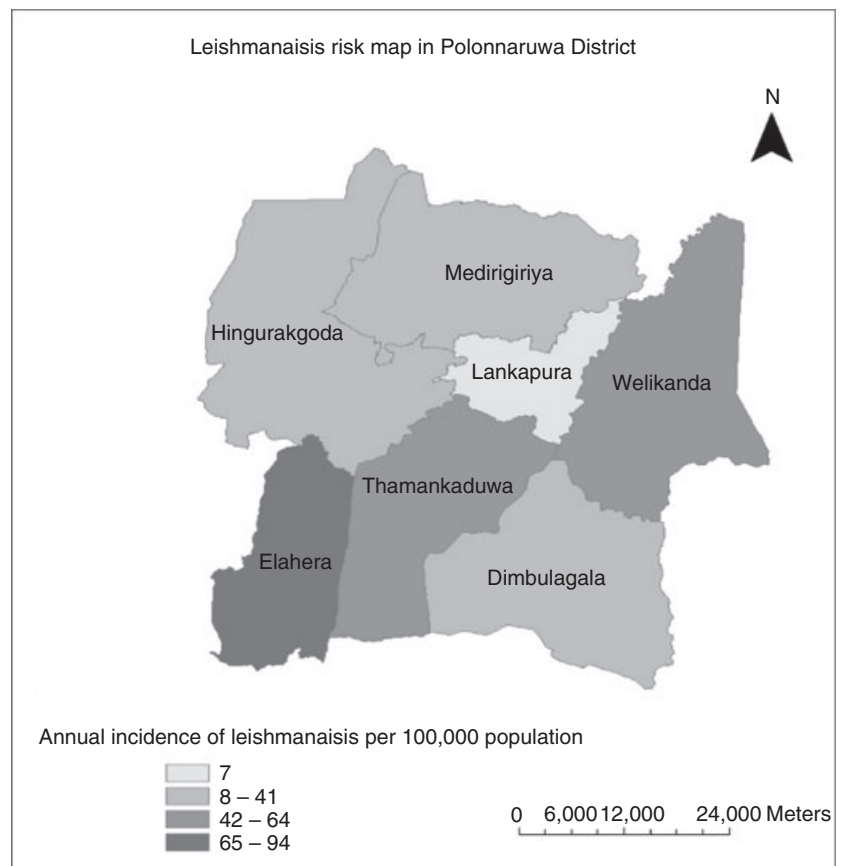 Leishmanaisis risk map in Polonnaruwa District
N
Medirigiriya
Hingurakgoda
Lankapura
Welikanda
Thamankaduwa
Elahera
Dimbulagala
Annual incidence of leishmanaisis per 100,000 population
7
8 – 41
42 – 64
65 – 94
0 6,000 12,000 24,000 Meters